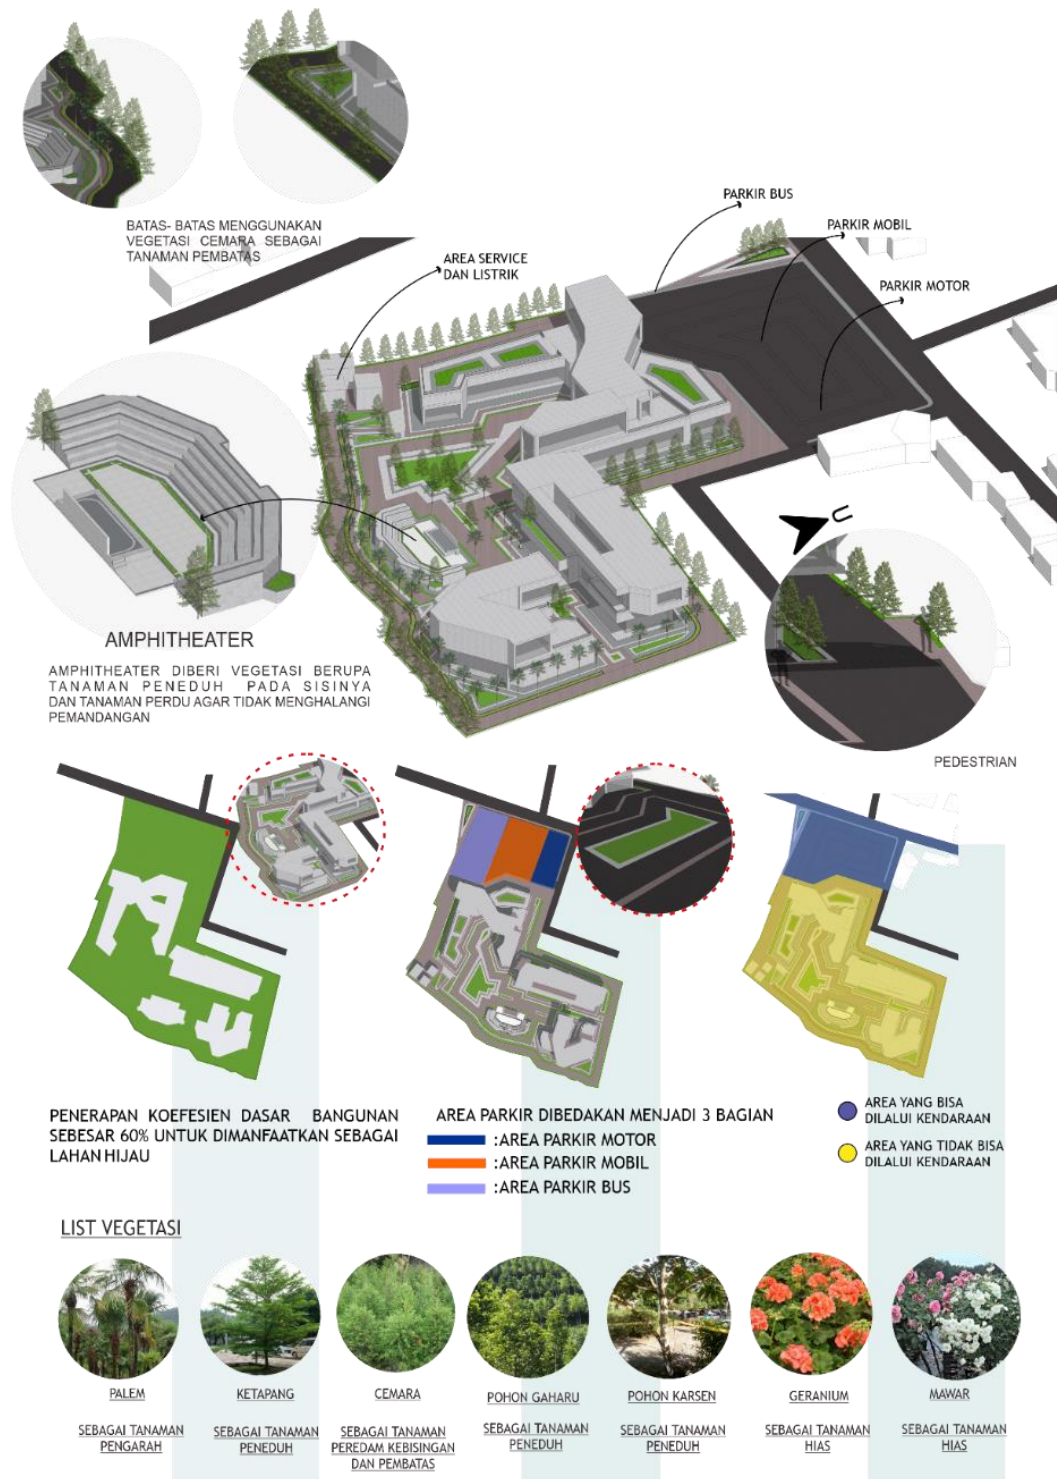 PARKIR BUS
BATAS- BATAS MENGGUNAKAN
VEGETASI CEMARA SEBAGAI
TANAMAN PEMBATAS
PARKIR MOBIL
AREA SERVICE
DAN LISTRIK
PARKIR MOTOR
U
AMPHITHEATER
AMPHITHEATER DIBERI VEGETASI BERUPA
TANAMAN PENEDUH PADA SISINYA
DAN TANAMAN PERDU AGAR TIDAK MENGHALANGI
PEMANDANGAN
PEDESTRIAN
PENERAPAN KOEFESIEN DASAR BANGUNAN
SEBESAR 60% UNTUK DIMANFAATKAN SEBAGAI
LAHAN HIJAU
AREA PARKIR DIBEDAKAN MENJADI 3 BAGIAN
:AREA PARKIR MOTOR
:AREA PARKIR MOBIL
:AREA PARKIR BUS
AREA YANG BISA
DILALUI KENDARAAN
AREA YANG TIDAK BISA
DILALUI KENDARAAN
LIST VEGETASI
PALEM
SEBAGAI TANAMAN
PENGARAH
KETAPANG
SEBAGAI TANAMAN
PENEDUH
CEMARA
SEBAGAI TANAMAN
PEREDAM KEBISINGAN
DAN PEMBATAS
POHON GAHARU
SEBAGAI TANAMAN
PENEDUH
POHON KARSEN
SEBAGAI TANAMAN
PENEDUH
GERANIUM
SEBAGAI TANAMAN
HIAS
MAWAR
SEBAGAI TANAMAN
HIAS